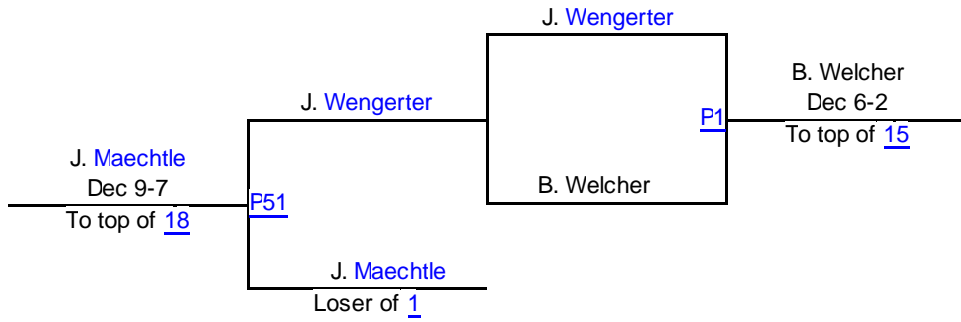 J. Wengerter
B. Welcher
Dec 6-2
J. Wengerter
P1
To top of 15
J. Maechtle
Dec 9-7
B. Welcher
P51
To top of 18
J. Maechtle
Loser of 1